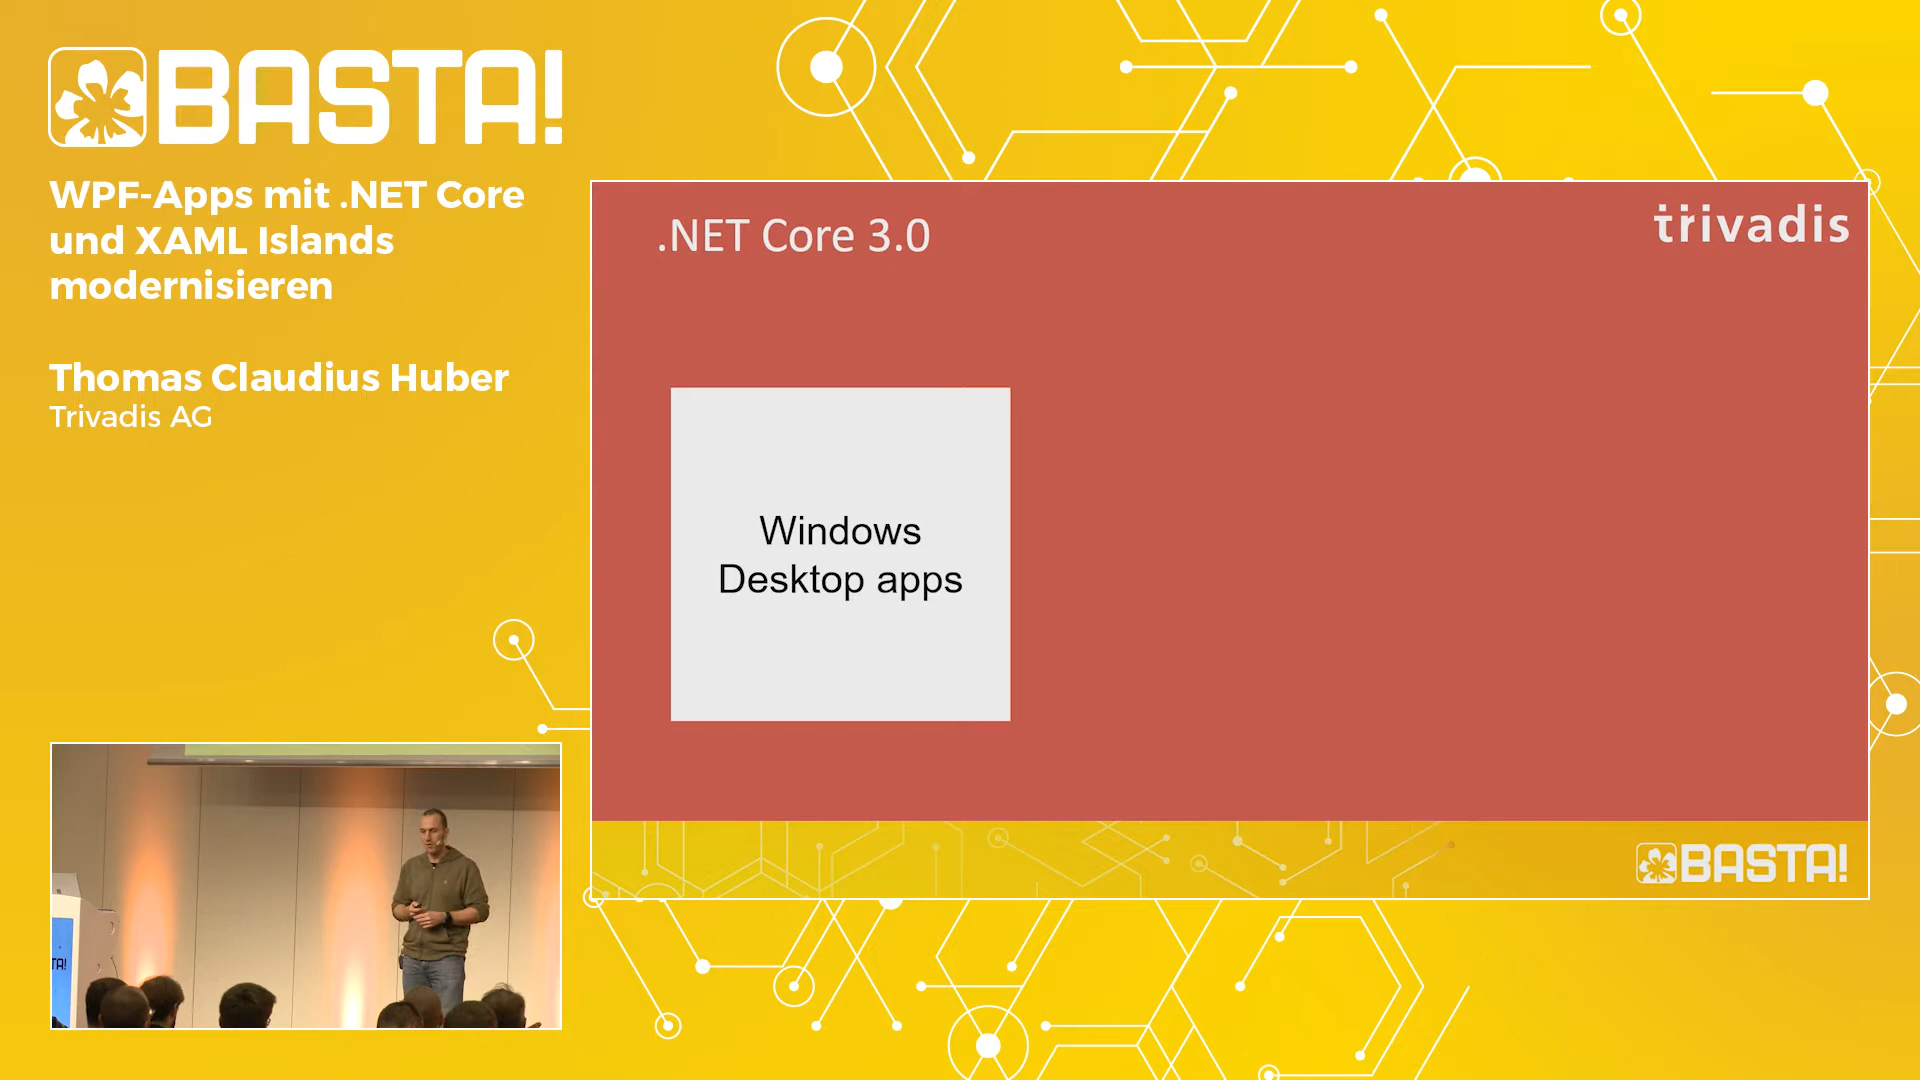 BASTA!
WPF-Apps mit .NET Core
und XAML Islands
modernisieren
Thomas Claudius Huber
Trivadis AG
.NET Core 3.0
trivadis
Windows
Desktop apps
BASTA!
TA!